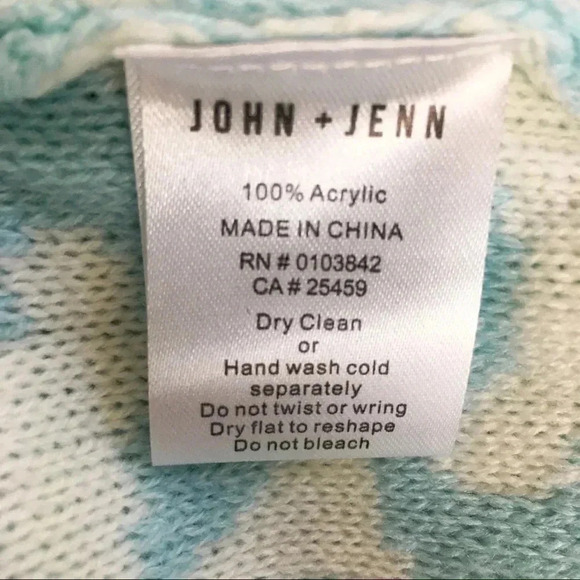 JOHN + JENN
100% Acrylic
MADE IN CHINA
RN # 0103842
CA # 25459
Dry Clean
or
Hand wash cold
separately
Do not twist or wring
Dry flat to reshape
Do not bleach